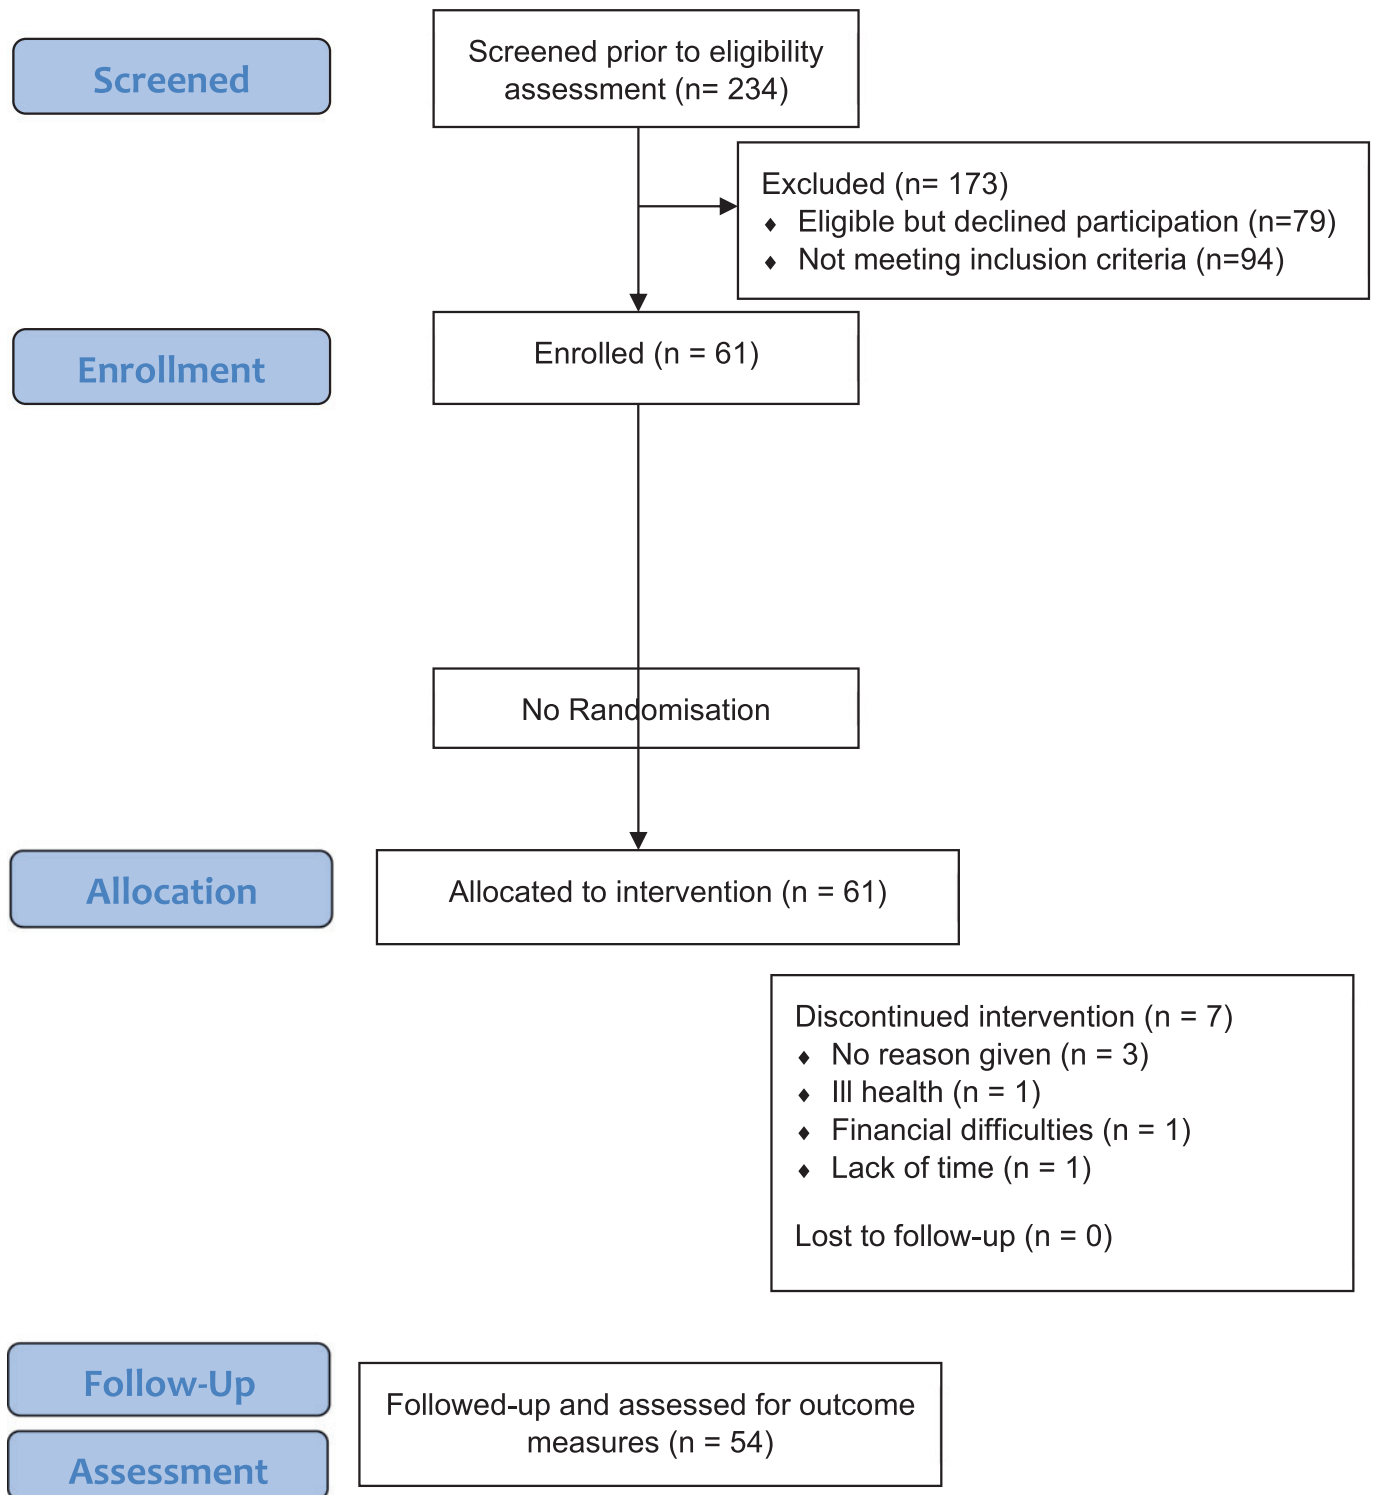 Screened
Screened prior to eligibility
assessment (n= 234)
Excluded (n= 173)
⬧ Eligible but declined participation (n=79)
⬧ Not meeting inclusion criteria (n=94)
Enrollment
Enrolled (n = 61)
No Randomisation
Allocation
Allocated to intervention (n = 61)
Discontinued intervention (n = 7)
⬧ No reason given (n = 3)
⬧ Ill health (n = 1)
⬧ Financial difficulties (n = 1)
⬧ Lack of time (n = 1)
Lost to follow-up (n = 0)
Follow-Up
Followed-up and assessed for outcome
measures (n = 54)
Assessment